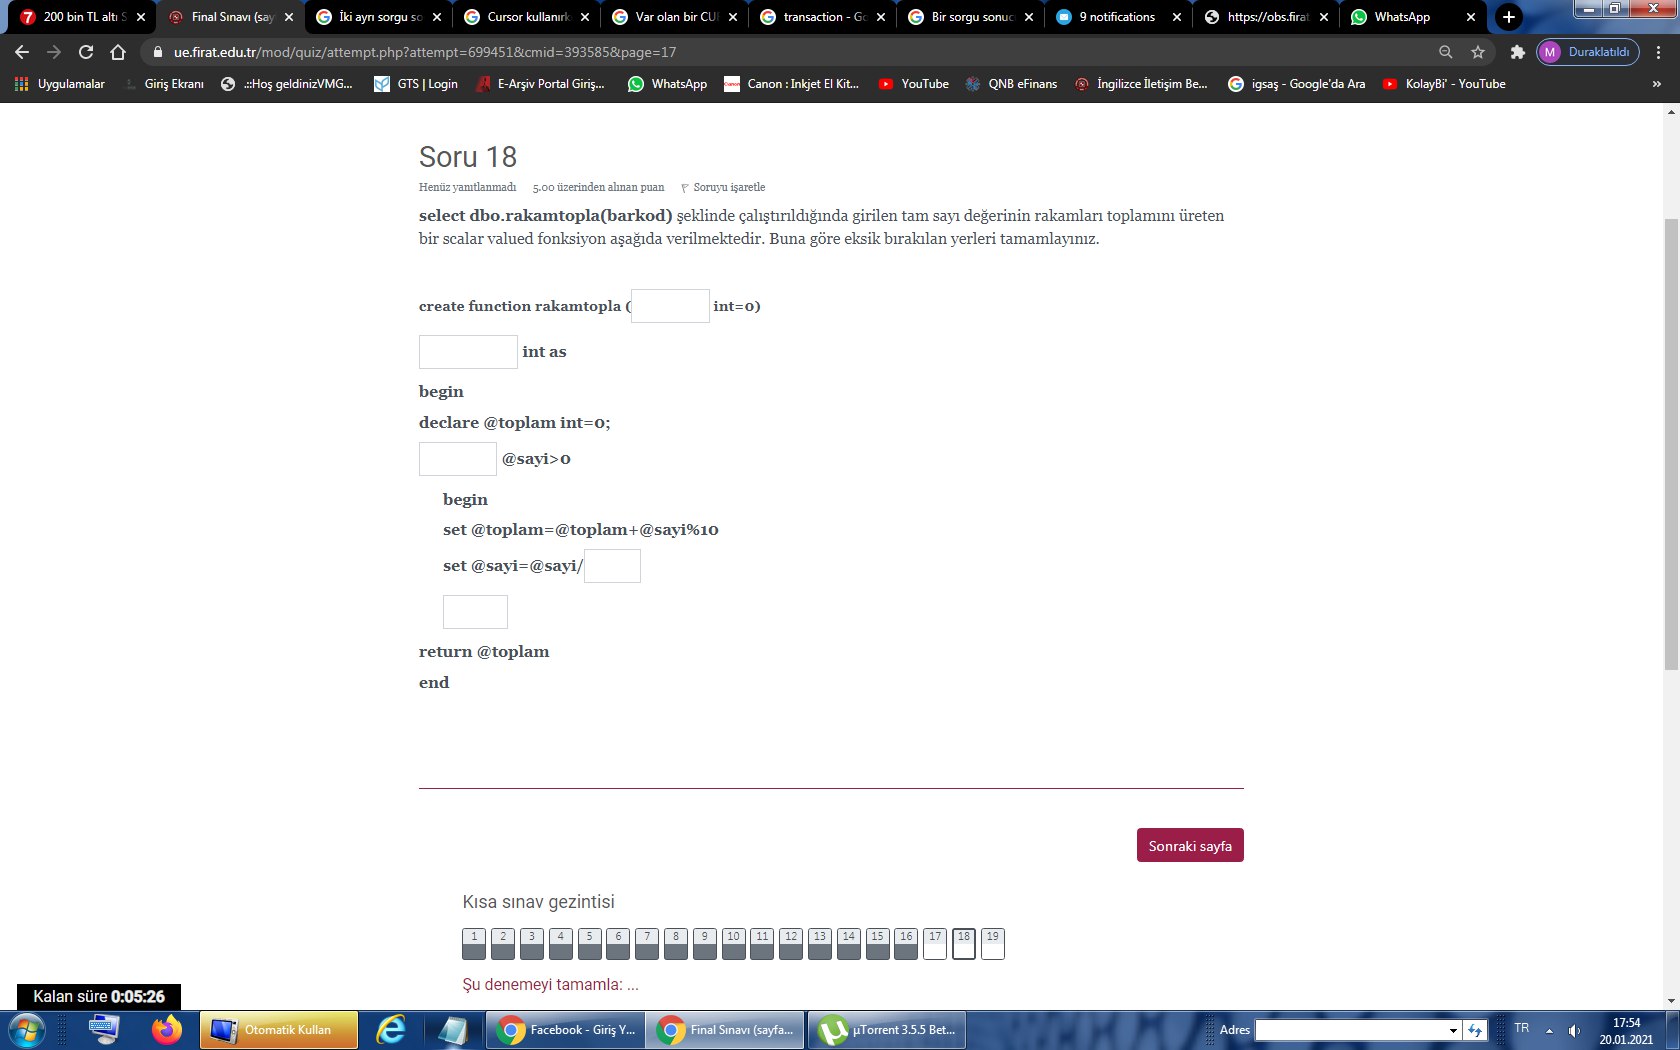 200 bin TL altı S
Final Sınavı (say
İki ayrı sorgu so
Cursor kullanırk
Var olan bir CU
transaction - Go
Bir sorgu sonuc
9 notifications
https://obs.firat
WhatsApp
ue.firat.edu.tr/mod/quiz/attempt.php?attempt=699451&cmid=393585&page=17
M Duraklatıldı
Uygulamalar
Giriş Ekranı
.::Hoş geldinizVMG...
GTS | Login
E-Arşiv Portal Giriş...
WhatsApp
Canon : Inkjet El Kit...
YouTube
QNB eFinans
İngilizce İletişim Be...
igsaş - Google'da Ara
KolayBi' - YouTube
»
Soru 18
Henüz yanıtlanmadı 5.00 üzerinden alınan puan Soruyu işaretle
select dbo.rakamtopla(barkod) şeklinde çalıştırıldığında girilen tam sayı değerinin rakamları toplamını üreten
bir scalar valued fonksiyon aşağıda verilmektedir. Buna göre eksik bırakılan yerleri tamamlayınız.
create function rakamtopla ( int=0)
int as
begin
declare @toplam int=0;
@sayi>0
begin
set @toplam=@toplam+@sayi%10
set @sayi=@sayi/
return @toplam
end
Sonraki sayfa
Kısa sınav gezintisi
1 2 3 4 5 6 7 8 9 10 11 12 13 14 15 16 17 18 19
Şu denemeyi tamamla: ...
Kalan süre 0:05:26
Otomatik Kullan
Facebook - Giriş Y...
Final Sınavı (sayfa...
µTorrent 3.5.5 Bet...
Adres
TR
17:54
20.01.2021